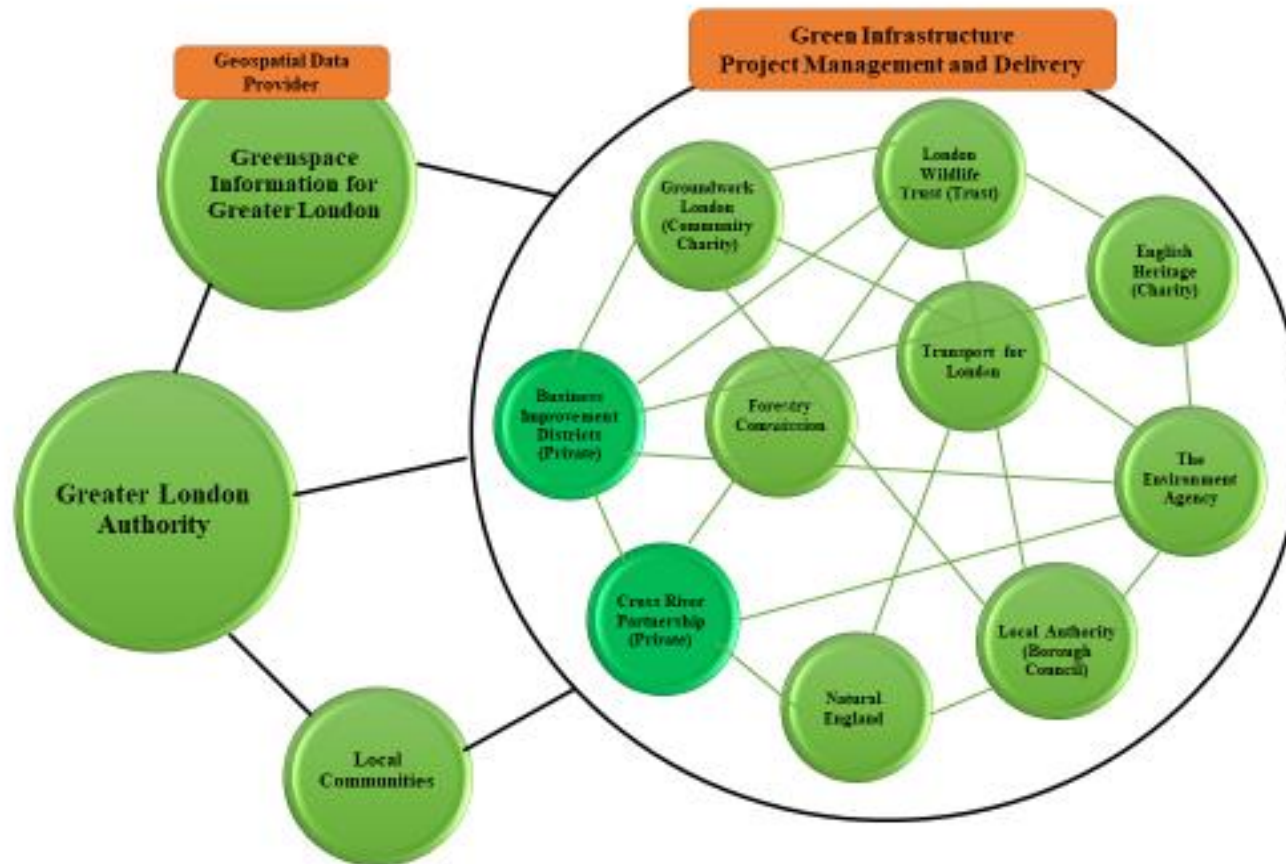 Geospatial Data
Provider
Greenspace
Information for
Greater London
Greater London
Authority
Local
Communities
Green Infrastructure
Project Management and Delivery
Groundwork
London
(Community
Charity)
London
Wildlife
Trust (Trust)
English
Heritage
(Charity)
Transport for
London
Business
Improvement
Districts
(Private)
Forestry
Commission
The
Environment
Agency
Cross River
Partnership
(Private)
Local Authority
(Borough
Council)
Natural
England